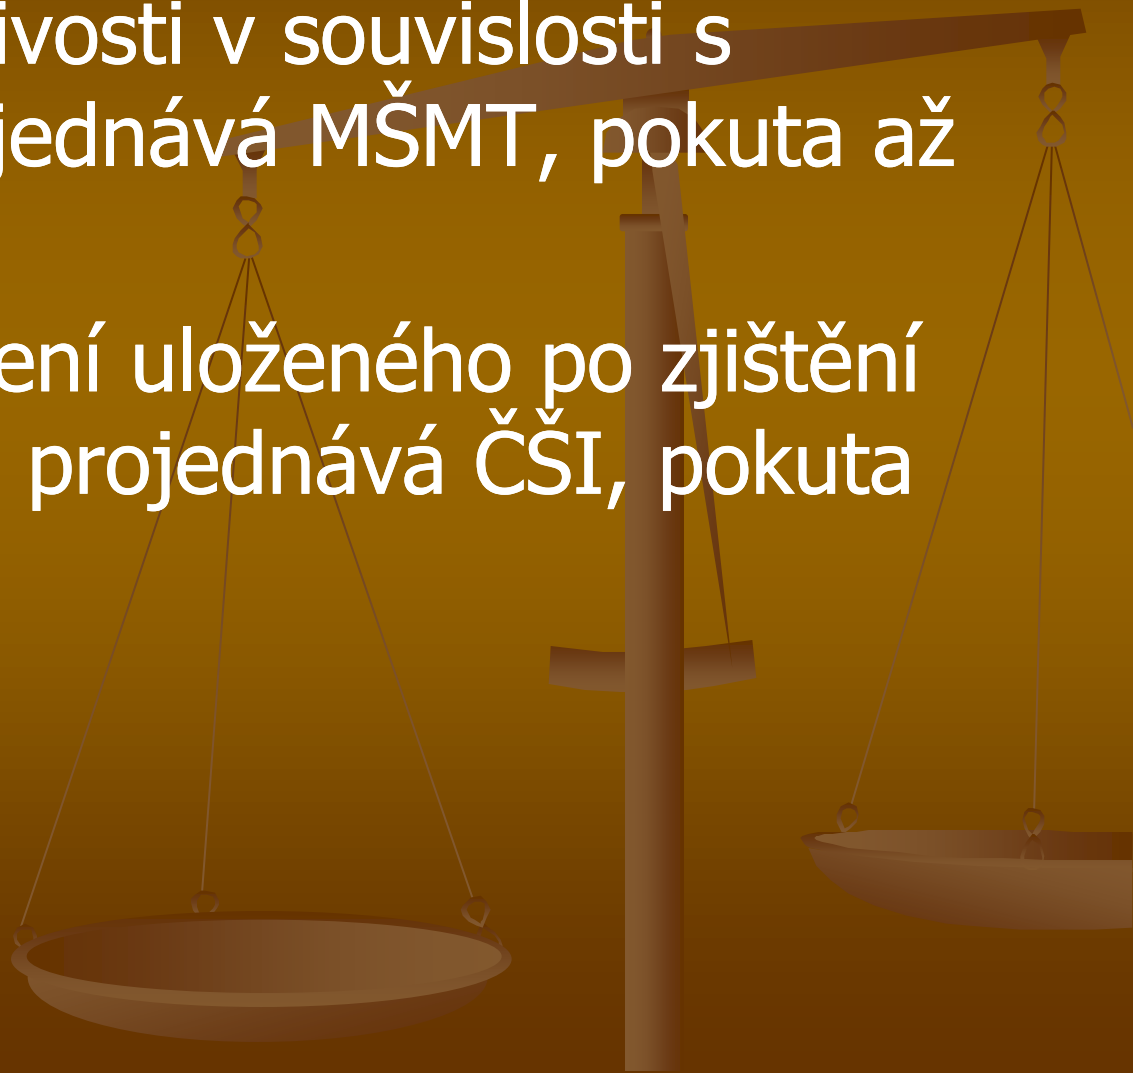 ivosti v souvislosti s
jednává MŠMT, pokuta až
ení uloženého po zjištění
projednává ČŠI, pokuta